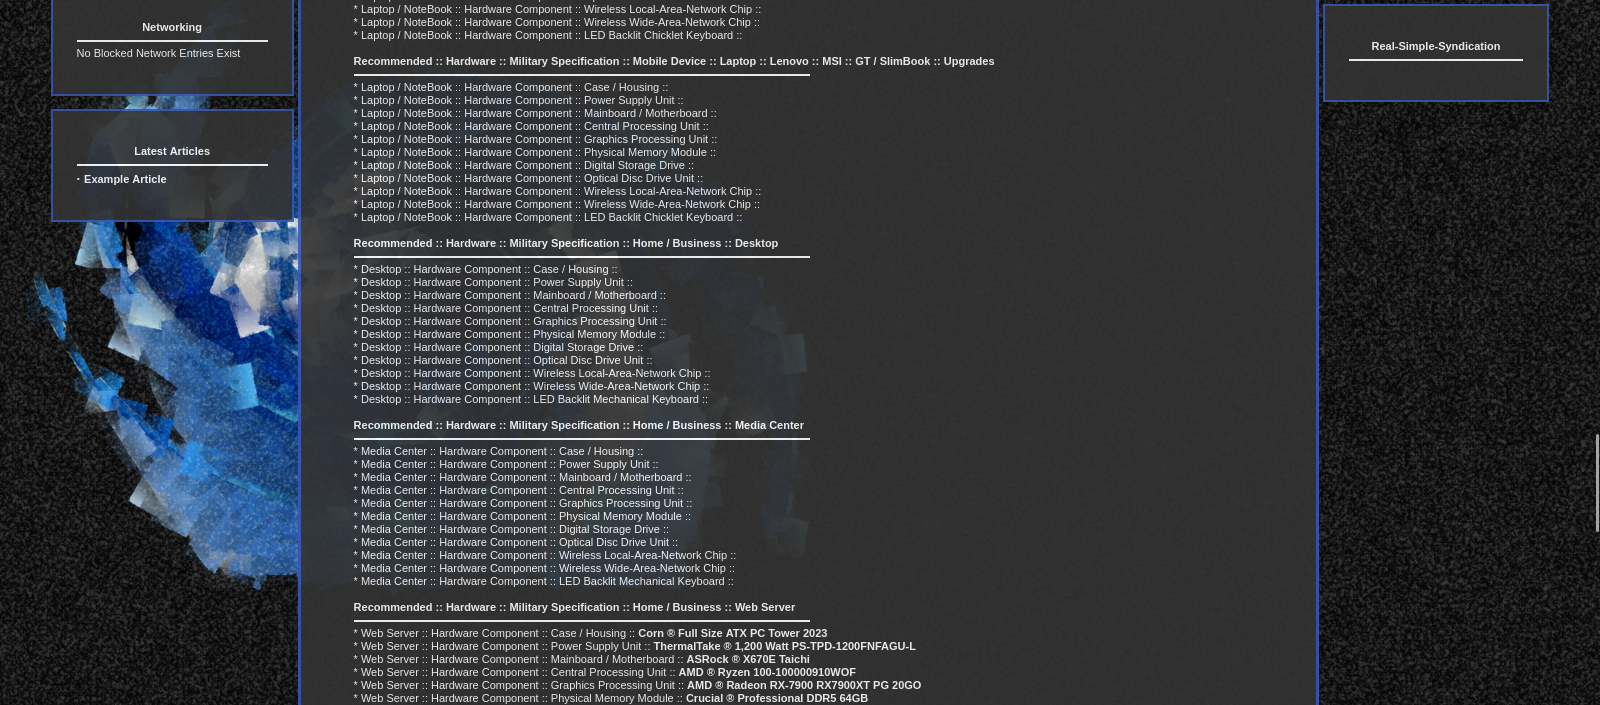 Networking
No Blocked Network Entries Exist
Latest Articles
· Example Article
* Laptop / NoteBook :: Hardware Component :: Wireless Local-Area-Network Chip ::
* Laptop / NoteBook :: Hardware Component :: Wireless Wide-Area-Network Chip ::
* Laptop / NoteBook :: Hardware Component :: LED Backlit Chicklet Keyboard ::
Recommended :: Hardware :: Military Specification :: Mobile Device :: Laptop :: Lenovo :: MSI :: GT / SlimBook :: Upgrades
* Laptop / NoteBook :: Hardware Component :: Case / Housing ::
* Laptop / NoteBook :: Hardware Component :: Power Supply Unit ::
* Laptop / NoteBook :: Hardware Component :: Mainboard / Motherboard ::
* Laptop / NoteBook :: Hardware Component :: Central Processing Unit ::
* Laptop / NoteBook :: Hardware Component :: Graphics Processing Unit ::
* Laptop / NoteBook :: Hardware Component :: Physical Memory Module ::
* Laptop / NoteBook :: Hardware Component :: Digital Storage Drive ::
* Laptop / NoteBook :: Hardware Component :: Optical Disc Drive Unit ::
* Laptop / NoteBook :: Hardware Component :: Wireless Local-Area-Network Chip ::
* Laptop / NoteBook :: Hardware Component :: Wireless Wide-Area-Network Chip ::
* Laptop / NoteBook :: Hardware Component :: LED Backlit Chicklet Keyboard ::
Recommended :: Hardware :: Military Specification :: Home / Business :: Desktop
* Desktop :: Hardware Component :: Case / Housing ::
* Desktop :: Hardware Component :: Power Supply Unit ::
* Desktop :: Hardware Component :: Mainboard / Motherboard ::
* Desktop :: Hardware Component :: Central Processing Unit ::
* Desktop :: Hardware Component :: Graphics Processing Unit ::
* Desktop :: Hardware Component :: Physical Memory Module ::
* Desktop :: Hardware Component :: Digital Storage Drive ::
* Desktop :: Hardware Component :: Optical Disc Drive Unit ::
* Desktop :: Hardware Component :: Wireless Local-Area-Network Chip ::
* Desktop :: Hardware Component :: Wireless Wide-Area-Network Chip ::
* Desktop :: Hardware Component :: LED Backlit Mechanical Keyboard ::
Recommended :: Hardware :: Military Specification :: Home / Business :: Media Center
* Media Center :: Hardware Component :: Case / Housing ::
* Media Center :: Hardware Component :: Power Supply Unit ::
* Media Center :: Hardware Component :: Mainboard / Motherboard ::
* Media Center :: Hardware Component :: Central Processing Unit ::
* Media Center :: Hardware Component :: Graphics Processing Unit ::
* Media Center :: Hardware Component :: Physical Memory Module ::
* Media Center :: Hardware Component :: Digital Storage Drive ::
* Media Center :: Hardware Component :: Optical Disc Drive Unit ::
* Media Center :: Hardware Component :: Wireless Local-Area-Network Chip ::
* Media Center :: Hardware Component :: Wireless Wide-Area-Network Chip ::
* Media Center :: Hardware Component :: LED Backlit Mechanical Keyboard ::
Recommended :: Hardware :: Military Specification :: Home / Business :: Web Server
* Web Server :: Hardware Component :: Case / Housing :: Corn ® Full Size ATX PC Tower 2023
* Web Server :: Hardware Component :: Power Supply Unit :: ThermalTake ® 1,200 Watt PS-TPD-1200FNFAGU-L
* Web Server :: Hardware Component :: Mainboard / Motherboard :: ASRock ® X670E Taichi
* Web Server :: Hardware Component :: Central Processing Unit :: AMD ® Ryzen 100-100000910WOF
* Web Server :: Hardware Component :: Graphics Processing Unit :: AMD ® Radeon RX-7900 RX7900XT PG 20GO
* Web Server :: Hardware Component :: Physical Memory Module :: Crucial ® Professional DDR5 64GB
Real-Simple-Syndication